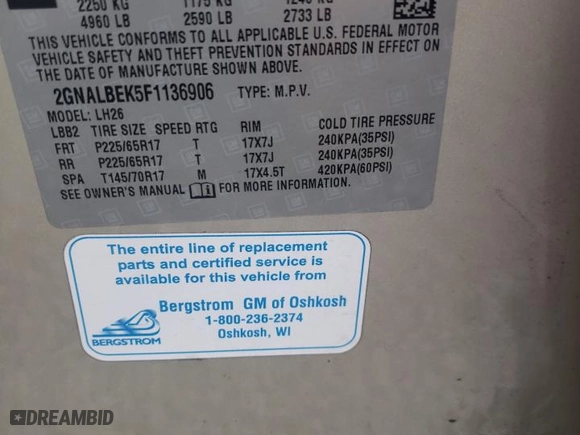 2250 KG 1175 KG 1240 KG
4960 LB 2590 LB 2733 LB
THIS VEHICLE CONFORMS TO ALL APPLICABLE U.S. FEDERAL MOTOR
VEHICLE SAFETY AND THEFT PREVENTION STANDARDS IN EFFECT ON
THE DATE OF MANUFACTURE SHOWN ABOVE.
2GNALBEK5F1136906 TYPE: M.P.V.
MODEL: LH26
LBB2 TIRE SIZE SPEED RTG RIM COLD TIRE PRESSURE
FRT P225/65R17 T 17X7J 240KPA(35PSI)
RR P225/65R17 T 17X7J 240KPA(35PSI)
SPA T145/70R17 M 17X4.5T 420KPA(60PSI)
SEE OWNER'S MANUAL FOR MORE INFORMATION.
The entire line of replacement
parts and certified service is
available for this vehicle from
Bergstrom GM of Oshkosh
1-800-236-2374
Oshkosh, WI
BERGSTROM
DREAMBID